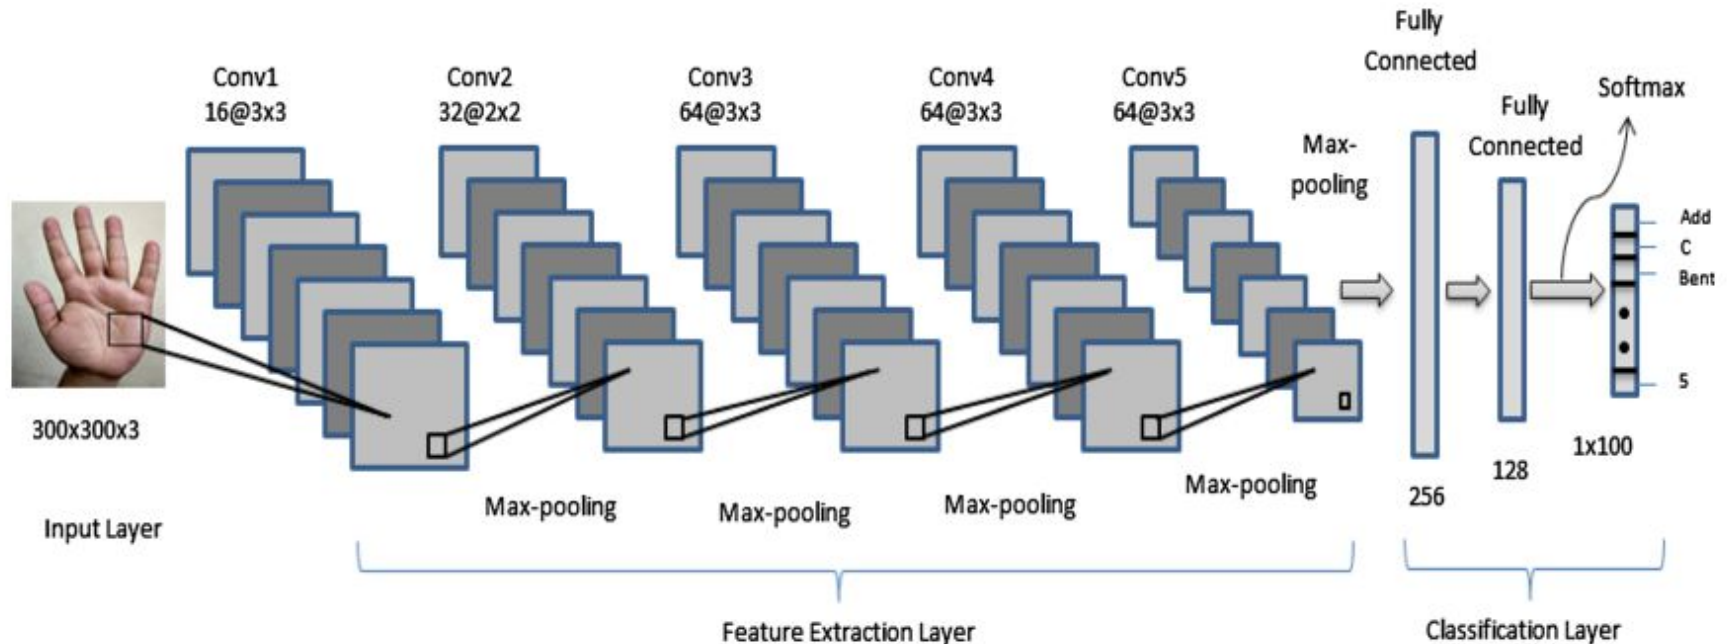 Conv1
16@3x3
Conv2
32@2x2
Conv3
64@3x3
Conv4
64@3x3
Conv5
64@3x3
Max-
pooling
Fully
Connected
Fully
Connected
Softmax
Add
C
Bent
5
300x300x3
Input Layer
Max-pooling
Max-pooling
Max-pooling
Max-pooling
256
128
1x100
Feature Extraction Layer
Classification Layer